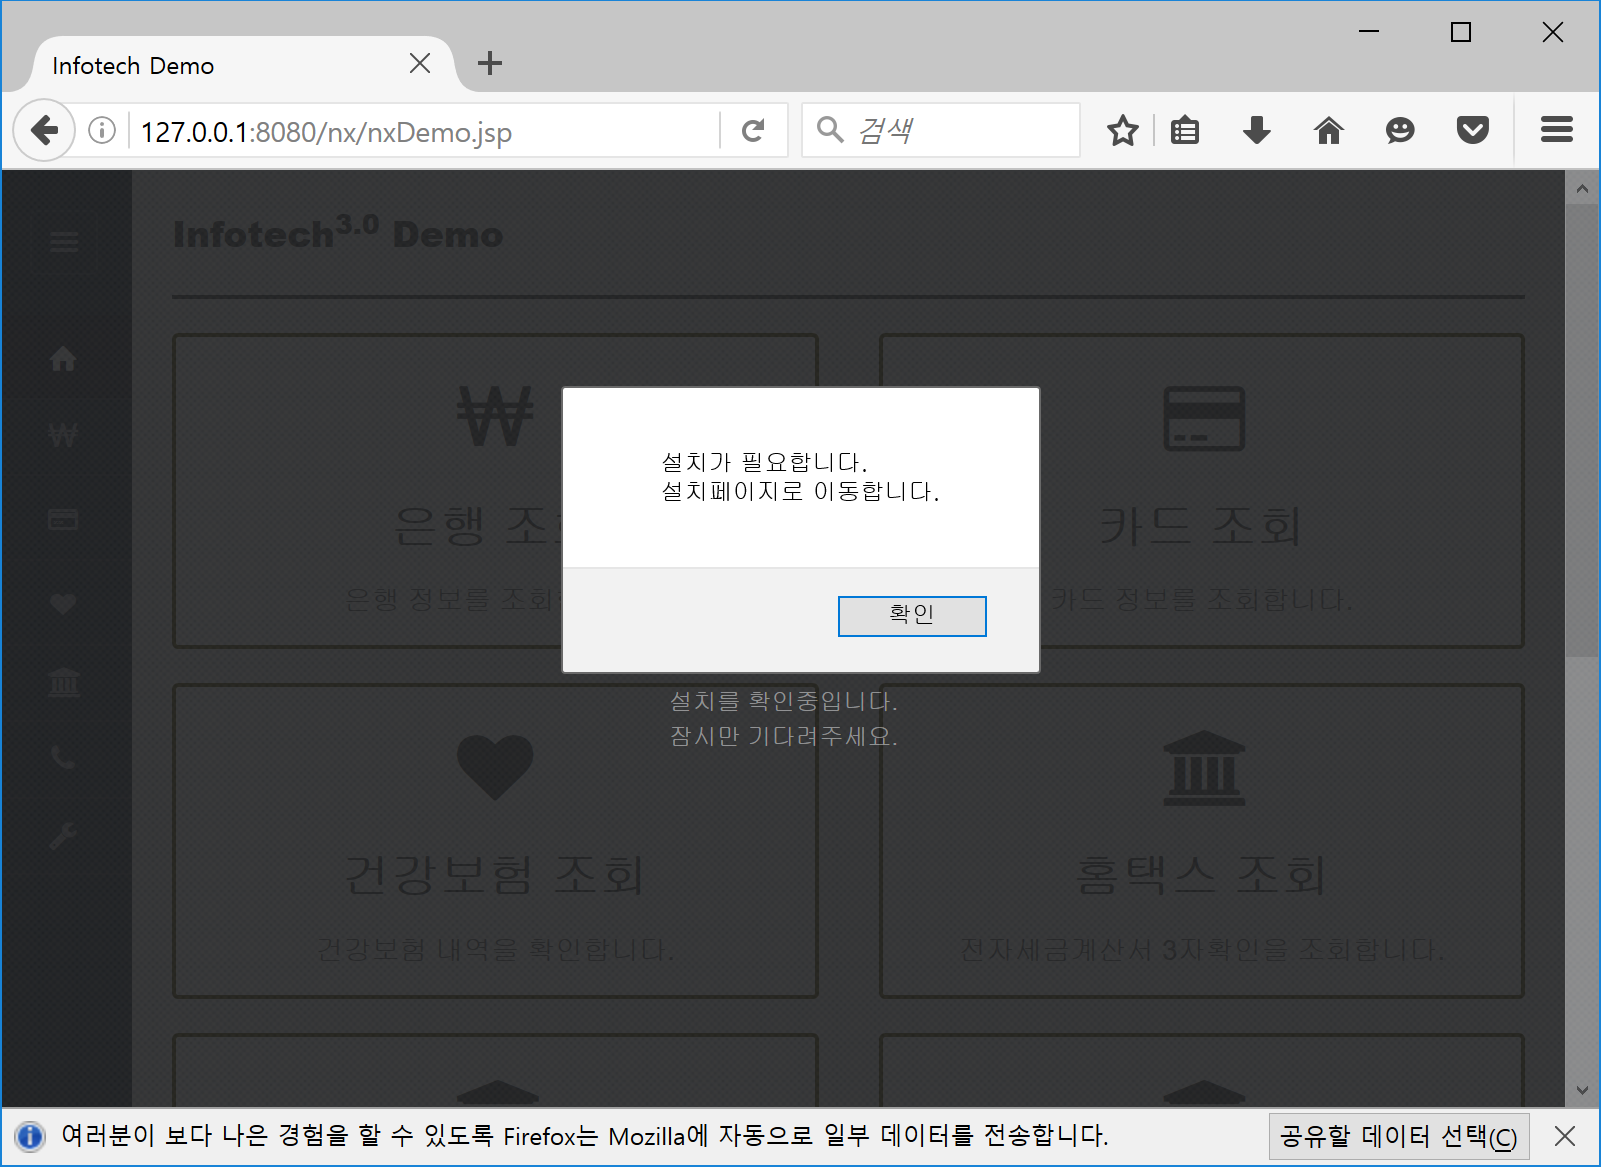 Infotech Demo
127.0.0.1:8080/nx/nxDemo.jsp
검색
Infotech3.0 Demo
은행 조
은행 정보를 조회
카드 조회
카드 정보를 조회합니다.
설치가 필요합니다.
설치페이지로 이동합니다.
확인
설치를 확인중입니다.
잠시만 기다려주세요.
건강보험 조회
건강보험 내역을 확인합니다.
홈택스 조회
전자세금계산서 3자확인을 조회합니다.
여러분이 보다 나은 경험을 할 수 있도록 Firefox는 Mozilla에 자동으로 일부 데이터를 전송합니다.
공유할 데이터 선택(C)